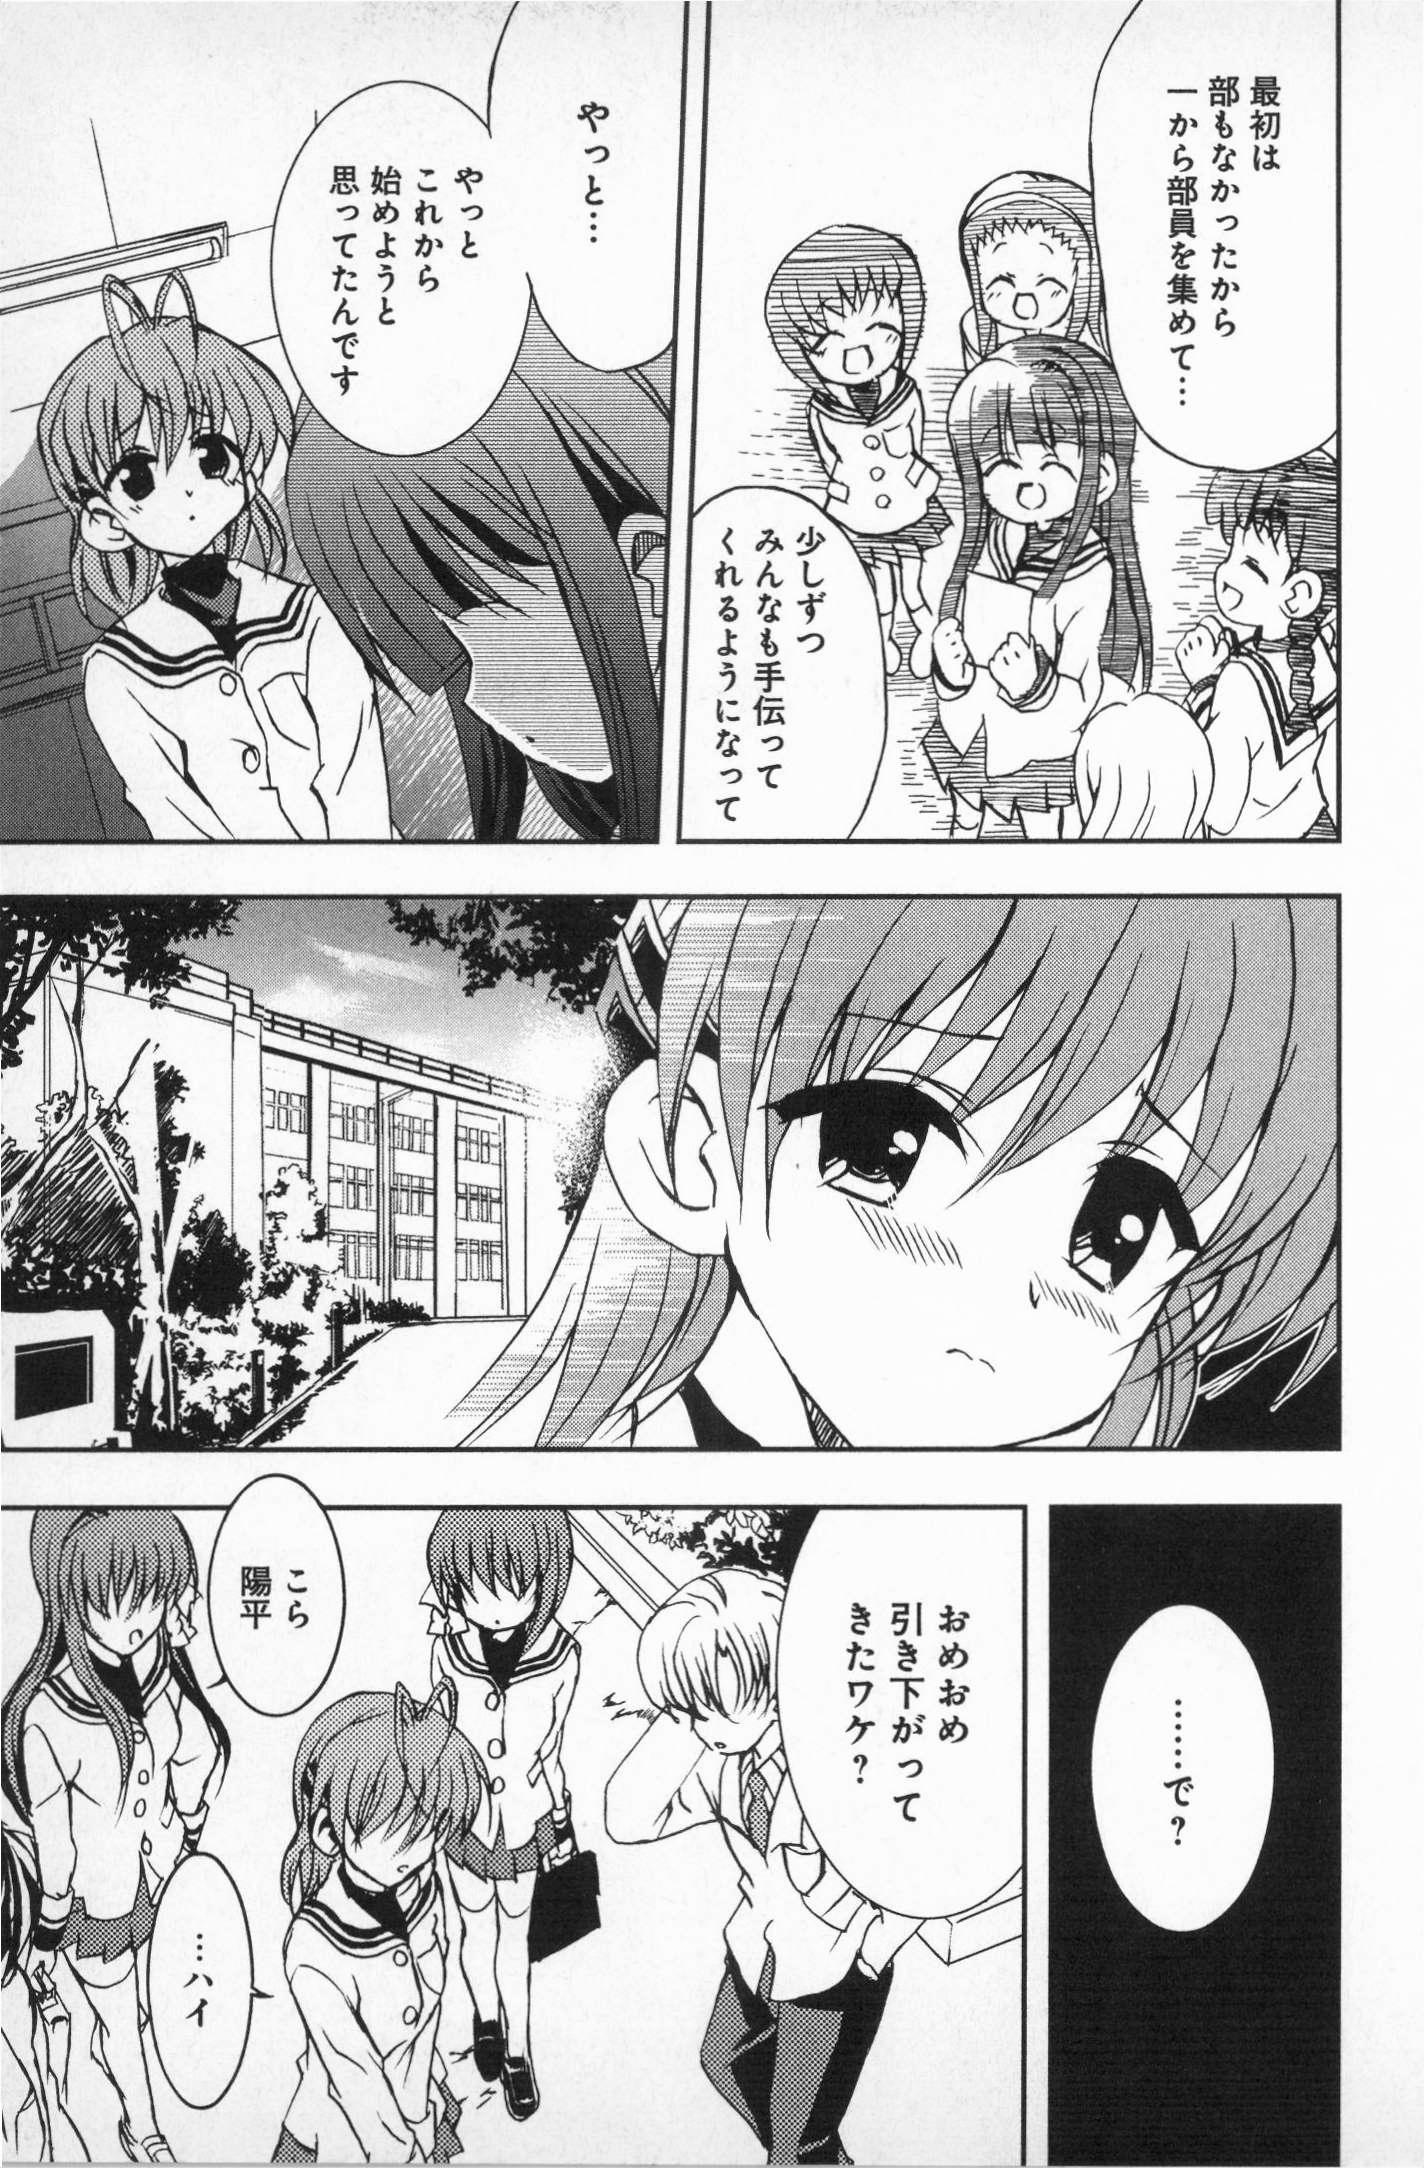 最初は
部もなかったから
一から部員を集めて…
少しずつ
みんなも手伝って
くれるようになって
やっと…
やっと
これから
始めようと
思ってたんです
……で？
おめおめ
引き下がって
きたワケ？
こら
陽平
…ハイ